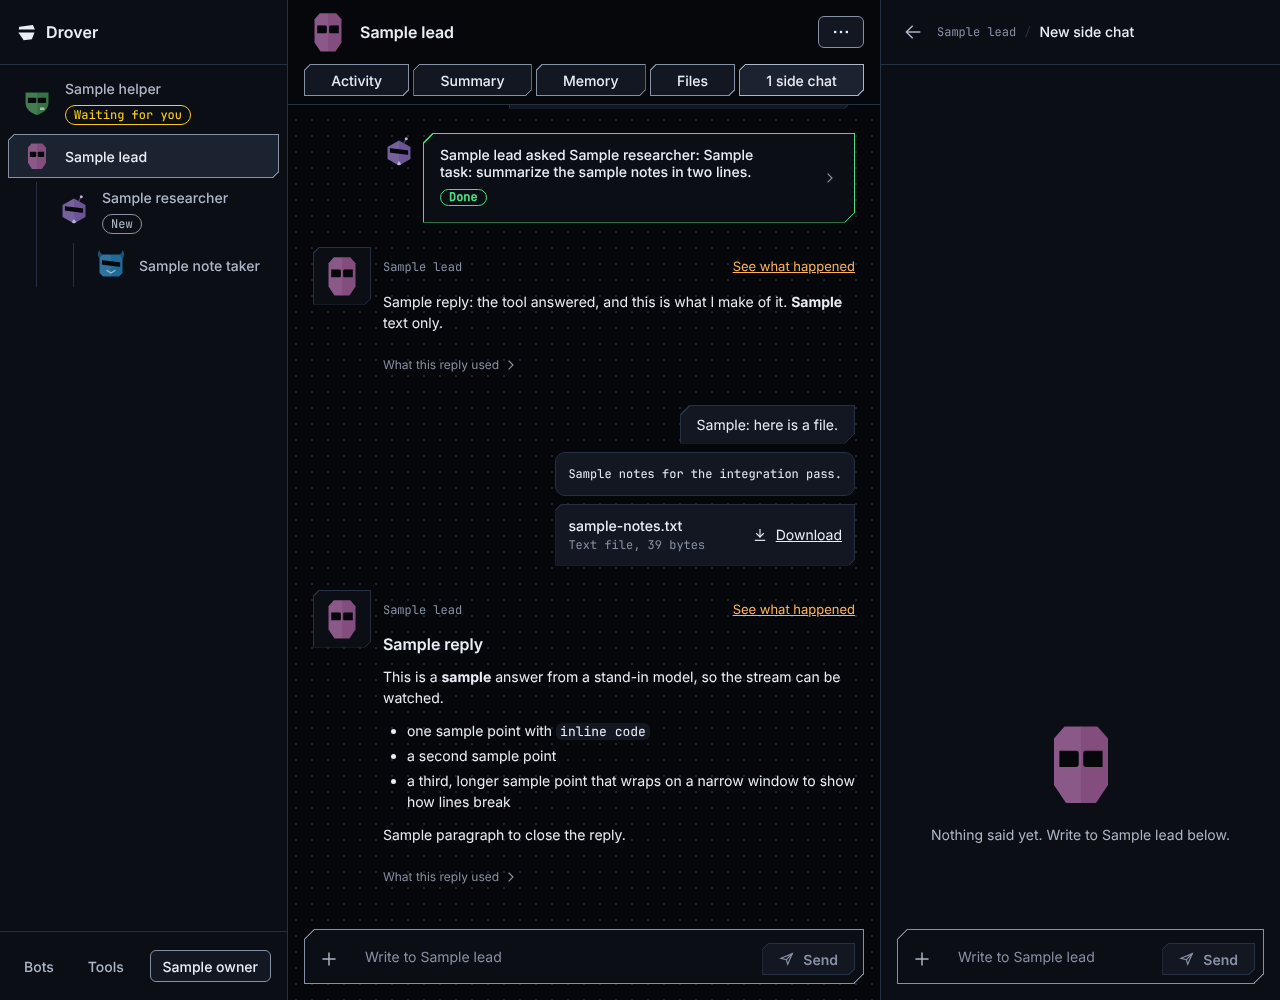 Drover
Sample helper
Waiting for you
Sample lead
Sample researcher
New
Sample note taker
Bots
Tools
Sample owner
Sample lead
Activity
Summary
Memory
Files
1 side chat
Sample lead asked Sample researcher: Sample
task: summarize the sample notes in two lines.
Done
Sample lead
See what happened
Sample reply: the tool answered, and this is what I make of it. Sample
text only.
What this reply used
Sample: here is a file.
Sample notes for the integration pass.
sample-notes.txt
Text file, 39 bytes
Download
Sample lead
See what happened
Sample reply
This is a sample answer from a stand-in model, so the stream can be
watched.
one sample point with inline code
a second sample point
a third, longer sample point that wraps on a narrow window to show
how lines break
Sample paragraph to close the reply.
What this reply used
Write to Sample lead
Send
Sample lead / New side chat
Nothing said yet. Write to Sample lead below.
Write to Sample lead
Send